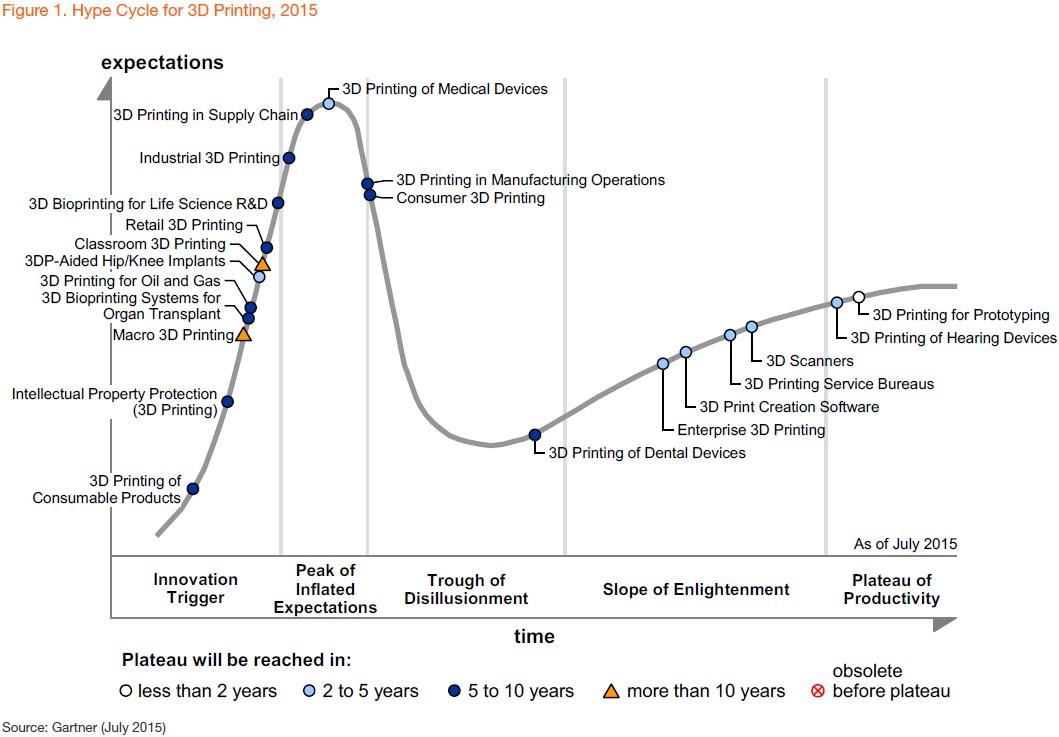 Figure 1. Hype Cycle for 3D Printing, 2015
expectations
3D Printing of Medical Devices
3D Printing in Supply Chain
Industrial 3D Printing
3D Printing in Manufacturing Operations
Consumer 3D Printing
3D Bioprinting for Life Science R&D
Retail 3D Printing
Classroom 3D Printing
3DP-Aided Hip/Knee Implants
3D Printing for Oil and Gas
3D Bioprinting Systems for
Organ Transplant
Macro 3D Printing
Intellectual Property Protection
(3D Printing)
3D Printing of
Consumable Products
3D Printing for Prototyping
3D Printing of Hearing Devices
3D Scanners
3D Printing Service Bureaus
3D Print Creation Software
Enterprise 3D Printing
3D Printing of Dental Devices
As of July 2015
Innovation
Trigger
Peak of
Inflated
Expectations
Trough of
Disillusionment
Slope of Enlightenment
Plateau of
Productivity
time
Plateau will be reached in:
less than 2 years
2 to 5 years
5 to 10 years
more than 10 years
obsolete
before plateau
Source: Gartner (July 2015)